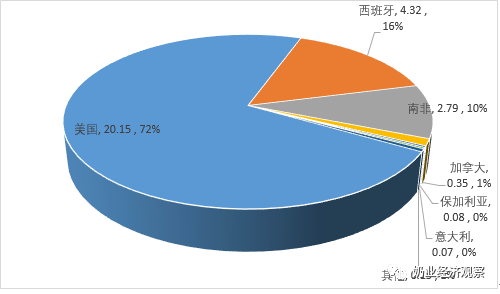 西班牙, 4.32 ,
16%
南非, 2.79 , 10%
美国, 20.15 , 72%
加拿大,
0.35 , 1%
保加利亚,
0.08 , 0%
意大利,
0.07 , 0%
其他,
奶业经济观察